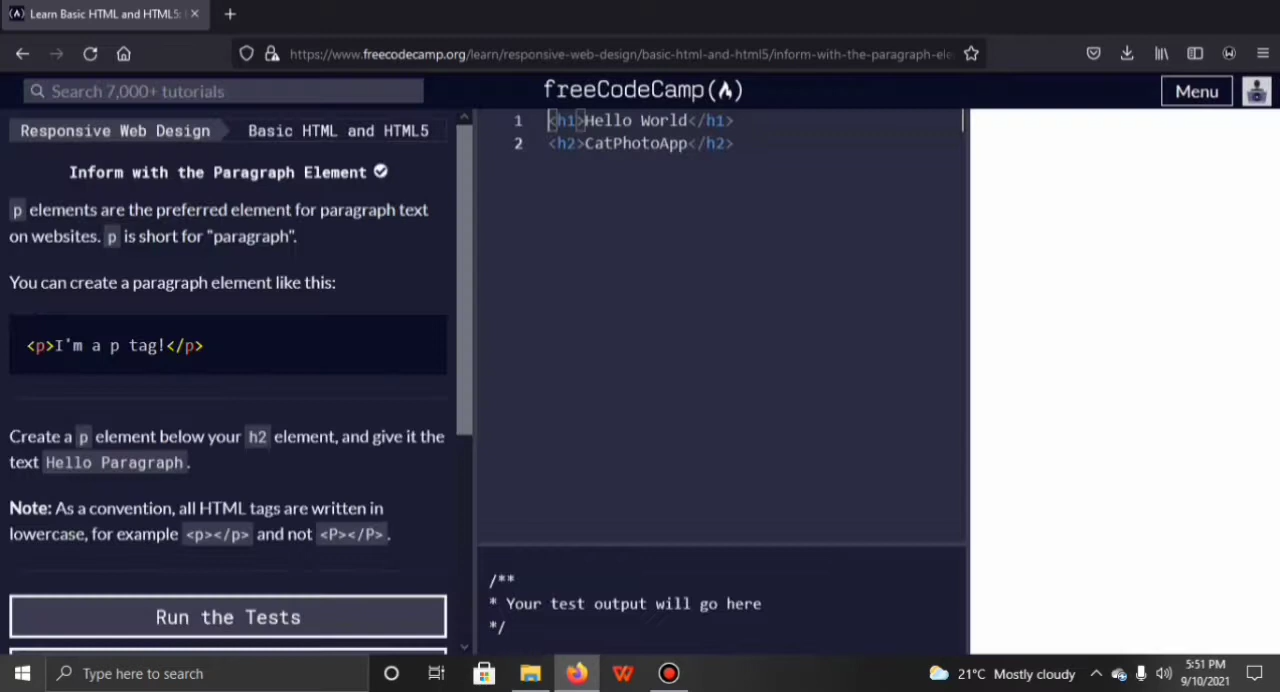 Learn Basic HTML and HTML5:
https://www.freecodecamp.org/learn/responsive-web-design/basic-html-and-html5/inform-with-the-paragraph-ele
Search 7,000+ tutorials
freeCodeCamp(🔥)
Menu
Responsive Web Design
Basic HTML and HTML5
Inform with the Paragraph Element
p elements are the preferred element for paragraph text
on websites. p is short for "paragraph".
You can create a paragraph element like this:
<p>I'm a p tag!</p>
Create a p element below your h2 element, and give it the
text Hello Paragraph.
Note: As a convention, all HTML tags are written in
lowercase, for example <p></p> and not <P></P>.
Run the Tests
1 <h1>Hello World</h1>
2 <h2>CatPhotoApp</h2>
/**
* Your test output will go here
*/
Type here to search
21°C Mostly cloudy
5:51 PM
9/10/2021